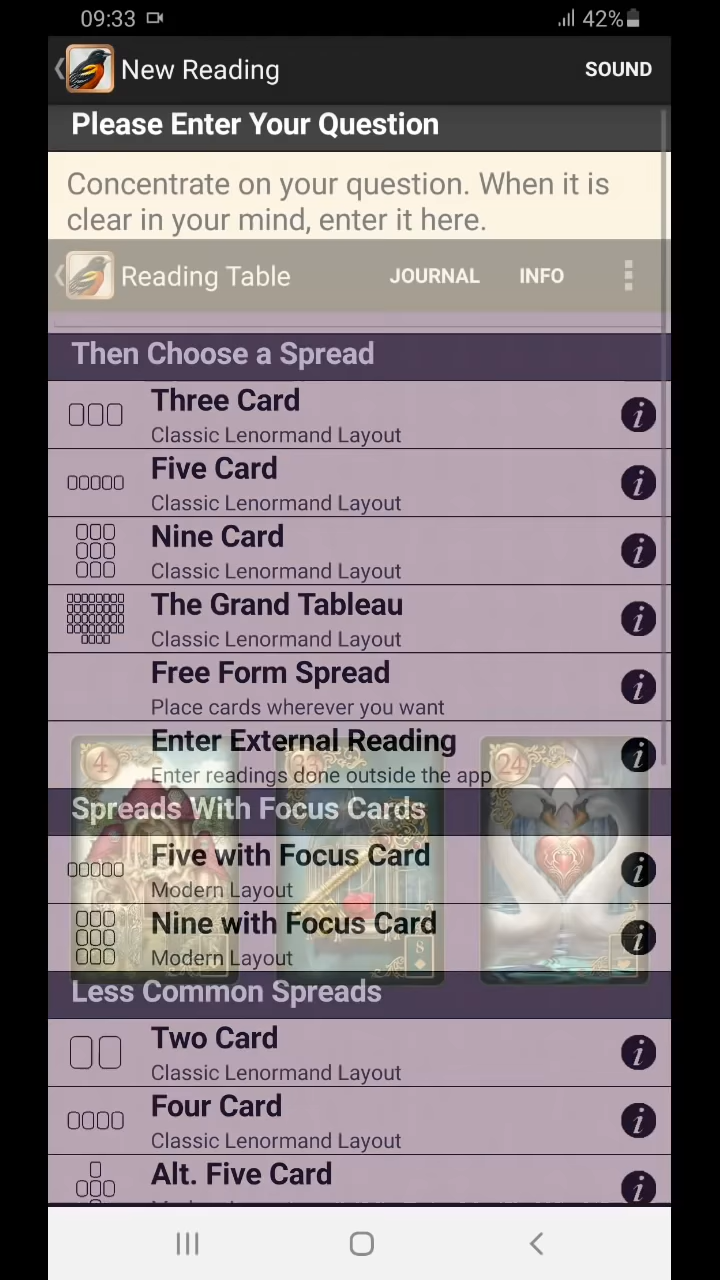 09:33
42%
New Reading
SOUND
Please Enter Your Question
Concentrate on your question. When it is
clear in your mind, enter it here.
Reading Table
JOURNAL
INFO
Then Choose a Spread
Three Card
Classic Lenormand Layout
Five Card
Classic Lenormand Layout
Nine Card
Classic Lenormand Layout
The Grand Tableau
Classic Lenormand Layout
Free Form Spread
Place cards wherever you want
Enter External Reading
Enter readings done outside the app
4
33
24
Spreads With Focus Cards
Five with Focus Card
Modern Layout
Nine with Focus Card
Modern Layout
8
Less Common Spreads
Two Card
Classic Lenormand Layout
Four Card
Classic Lenormand Layout
Alt. Five Card